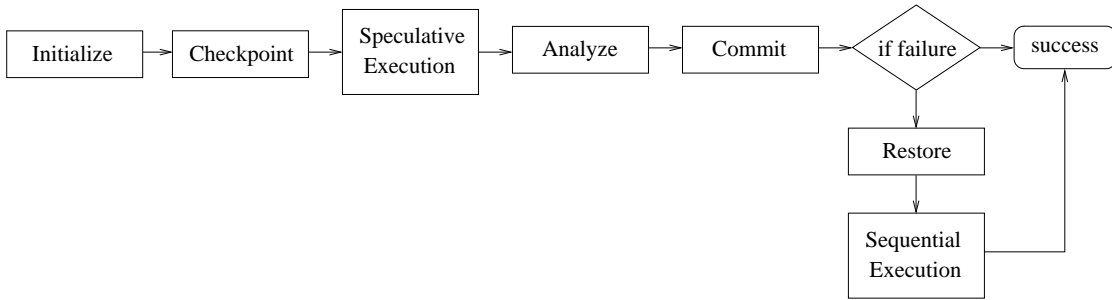 Initialize
Checkpoint
Speculative
Execution
Analyze
Commit
if failure
success
Restore
Sequential
Execution